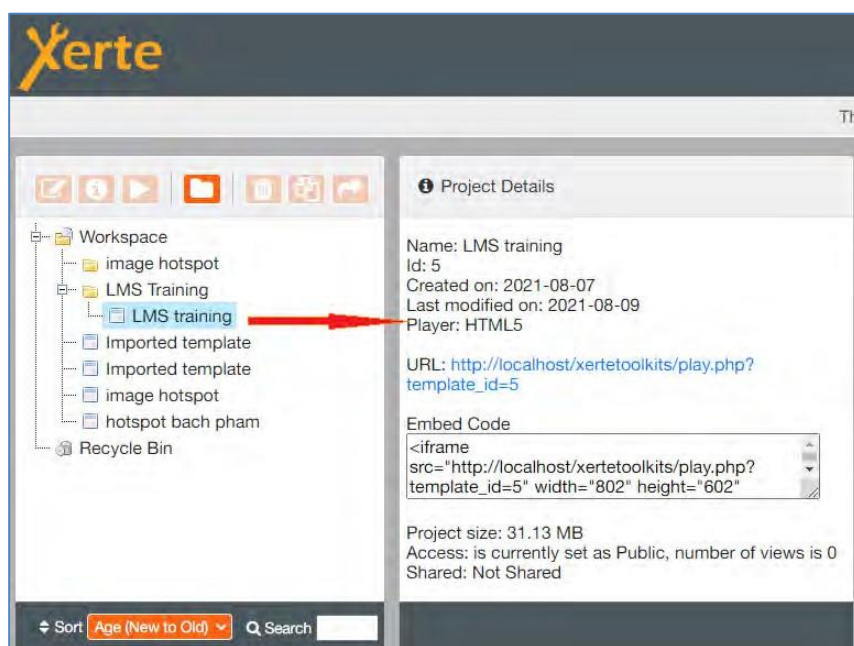 Xerte
Th
Project Details
Workspace
image hotspot
LMS Training
LMS training
Imported template
Imported template
image hotspot
hotspot bach pham
Recycle Bin
Sort Age (New to Old) Search
Name: LMS training
Id: 5
Created on: 2021-08-07
Last modified on: 2021-08-09
Player: HTML5
URL: http://localhost/xertetoolkits/play.php?
template_id=5
Embed Code
<iframe
src="http://localhost/xertetoolkits/play.php?
template_id=5" width="802" height="602"
Project size: 31.13 MB
Access: is currently set as Public, number of views is 0
Shared: Not Shared